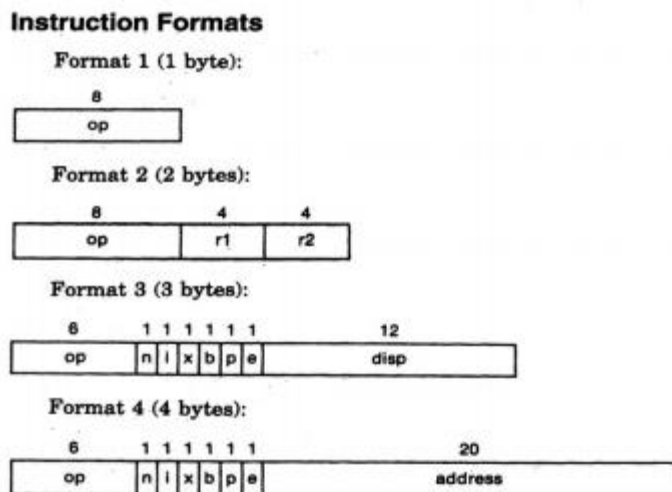 Instruction Formats
Format 1 (1 byte):
8
op
Format 2 (2 bytes):
8 4 4
op r1 r2
Format 3 (3 bytes):
6 1 1 1 1 1 1 12
op n i x b p e disp
Format 4 (4 bytes):
6 1 1 1 1 1 1 20
op n i x b p e address